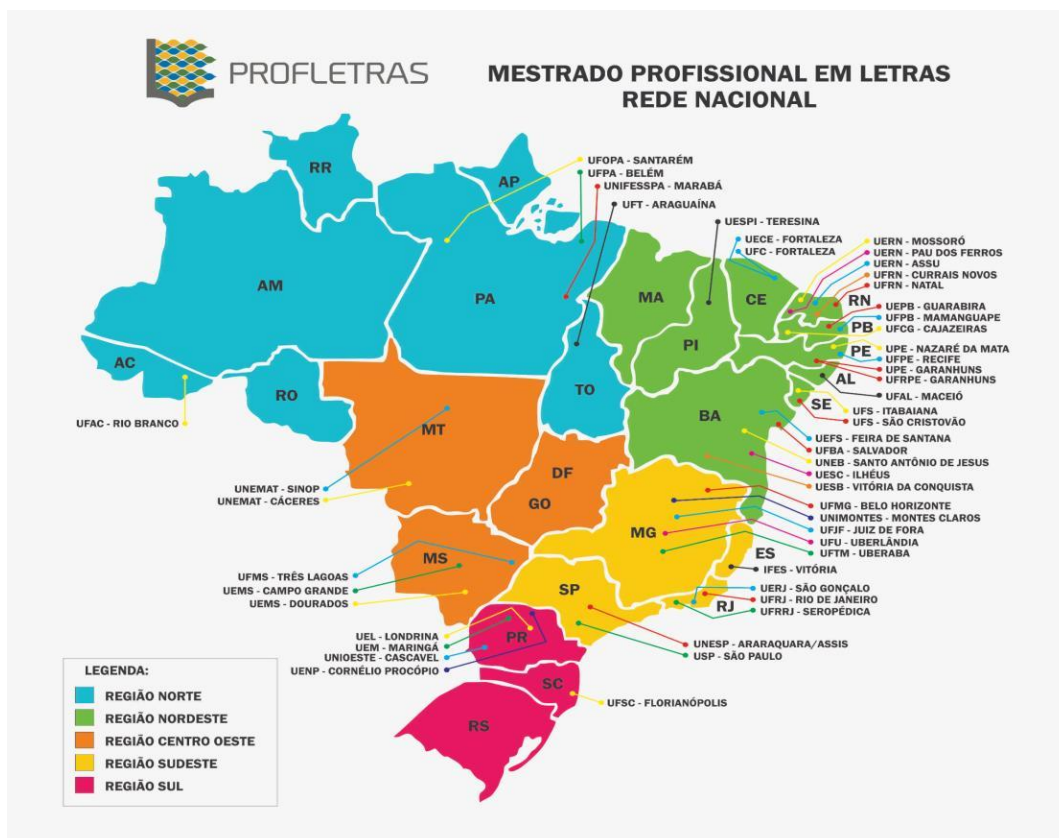 PROFLETRAS
MESTRADO PROFISSIONAL EM LETRAS
REDE NACIONAL
RR
AP
AM
PA
AC
RO
TO
MA
PI
CE
RN
PB
PE
AL
SE
BA
MT
DF
GO
MS
MG
ES
SP
RJ
PR
SC
RS
UFOPA - SANTARÉM
UFPA - BELÉM
UNIFESSPA - MARABÁ
UFT - ARAGUAÍNA
UESPI - TERESINA
UECE - FORTALEZA
UFC - FORTALEZA
UERN - MOSSORÓ
UERN - PAU DOS FERROS
UERN - ASSU
UFRN - CURRAIS NOVOS
UFRN - NATAL
UEPB - GUARABIRA
UFPB - MAMANGUAPE
UFCG - CAJAZEIRAS
UPE - NAZARÉ DA MATA
UFPE - RECIFE
UPE - GARANHUNS
UFRPE - GARANHUNS
UFAL - MACEIÓ
UFS - ITABAIANA
UFS - SÃO CRISTOVÃO
UEFS - FEIRA DE SANTANA
UFBA - SALVADOR
UNEB - SANTO ANTÔNIO DE JESUS
UESC - ILHÉUS
UESB - VITÓRIA DA CONQUISTA
UFMG - BELO HORIZONTE
UNIMONTES - MONTES CLAROS
UFJF - JUIZ DE FORA
UFU - UBERLÂNDIA
UFTM - UBERABA
IFES - VITÓRIA
UERJ - SÃO GONÇALO
UFRJ - RIO DE JANEIRO
UFRRJ - SEROPÉDICA
UNESP - ARARAQUARA/ASSIS
USP - SÃO PAULO
UFSC - FLORIANÓPOLIS
UFAC - RIO BRANCO
UNEMAT - SINOP
UNEMAT - CÁCERES
UFMS - TRÊS LAGOAS
UEMS - CAMPO GRANDE
UEMS - DOURADOS
UEL - LONDRINA
UEM - MARINGÁ
UNIOESTE - CASCAVEL
UENP - CORNÉLIO PROCÓPIO
LEGENDA:
REGIÃO NORTE
REGIÃO NORDESTE
REGIÃO CENTRO OESTE
REGIÃO SUDESTE
REGIÃO SUL